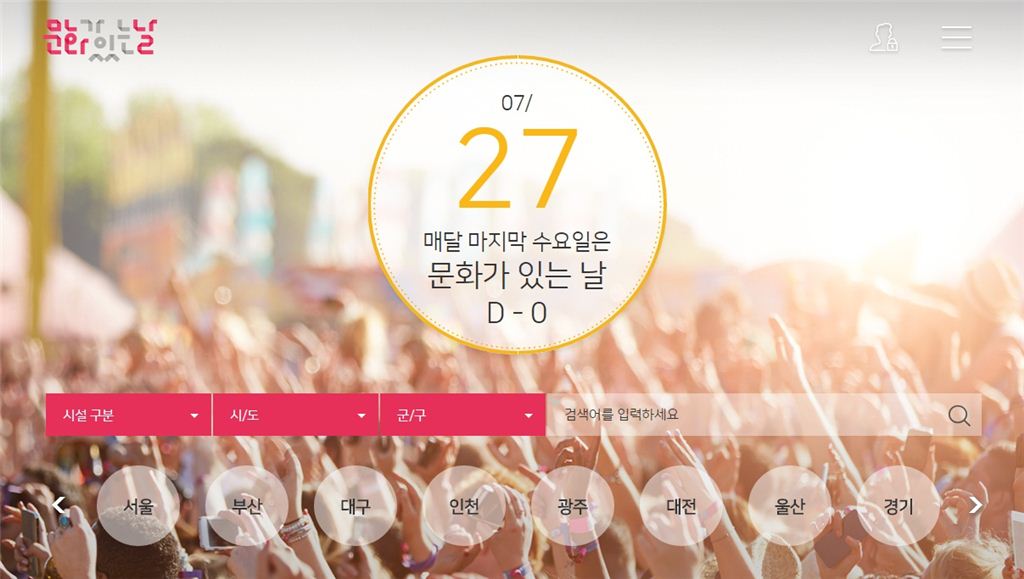 문화가 있는 날
07/
27
매달 마지막 수요일은
문화가 있는 날
D - 0
시설 구분
시/도
군/구
검색어를 입력하세요
서울
부산
대구
인천
광주
대전
울산
경기